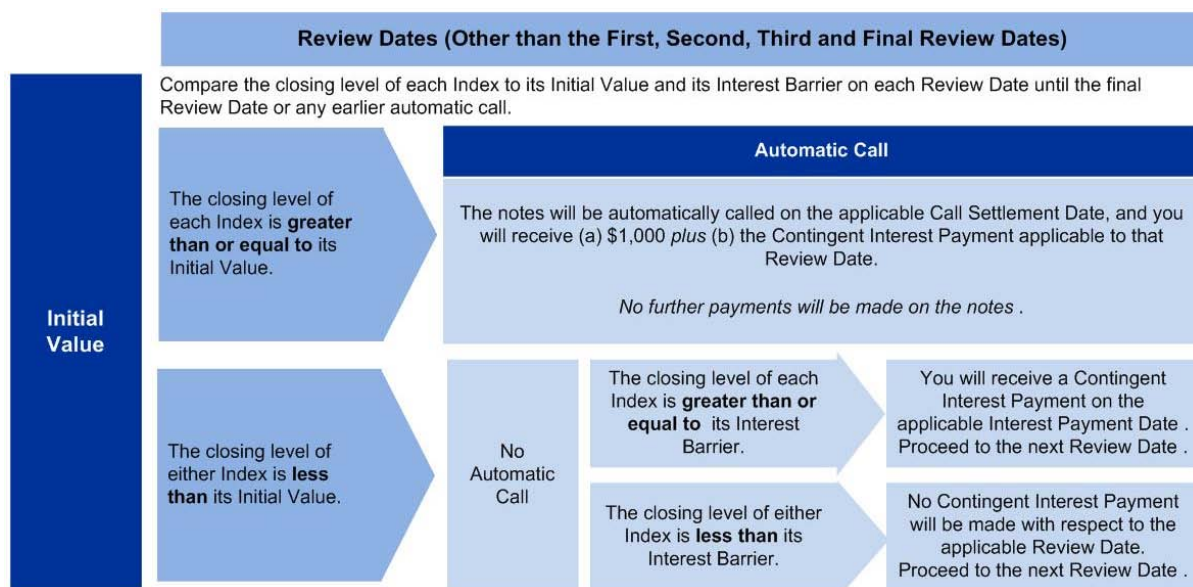 Review Dates (Other than the First, Second, Third and Final Review Dates)
Compare the closing level of each Index to its Initial Value and its Interest Barrier on each Review Date until the final
Review Date or any earlier automatic call.
Initial
Value
The closing level of
each Index is greater
than or equal to its
Initial Value.
Automatic Call
The notes will be automatically called on the applicable Call Settlement Date, and you
will receive (a) $1,000 plus (b) the Contingent Interest Payment applicable to that
Review Date.
No further payments will be made on the notes .
The closing level of
either Index is less
than its Initial Value.
No
Automatic
Call
The closing level of each
Index is greater than or
equal to its Interest
Barrier.
You will receive a Contingent
Interest Payment on the
applicable Interest Payment Date .
Proceed to the next Review Date .
The closing level of either
Index is less than its
Interest Barrier.
No Contingent Interest Payment
will be made with respect to the
applicable Review Date.
Proceed to the next Review Date .